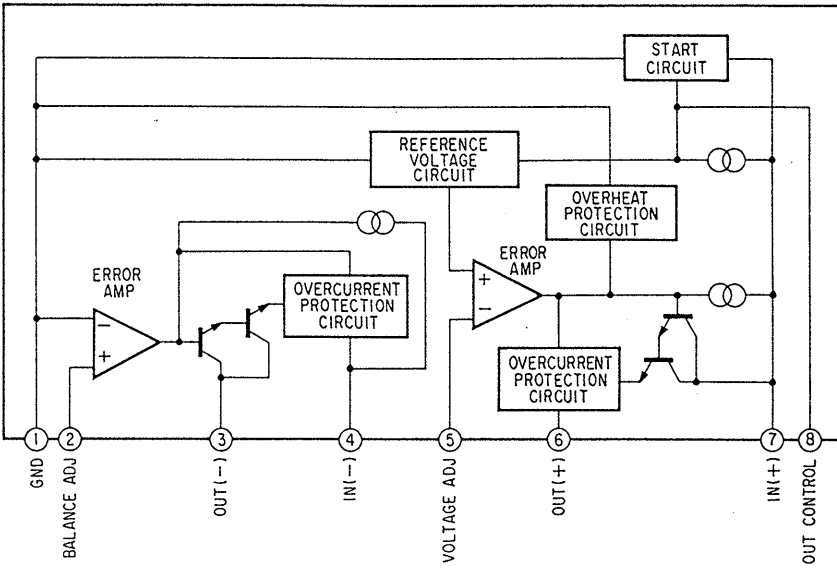 START
CIRCUIT
REFERENCE
VOLTAGE
CIRCUIT
OVERHEAT
PROTECTION
CIRCUIT
ERROR
AMP
+
−
ERROR
AMP
−
+
OVERCURRENT
PROTECTION
CIRCUIT
OVERCURRENT
PROTECTION
CIRCUIT
1
2
3
4
5
6
7
8
GND
BALANCE ADJ
OUT(−)
IN(−)
VOLTAGE ADJ
OUT(+)
IN(+)
OUT CONTROL